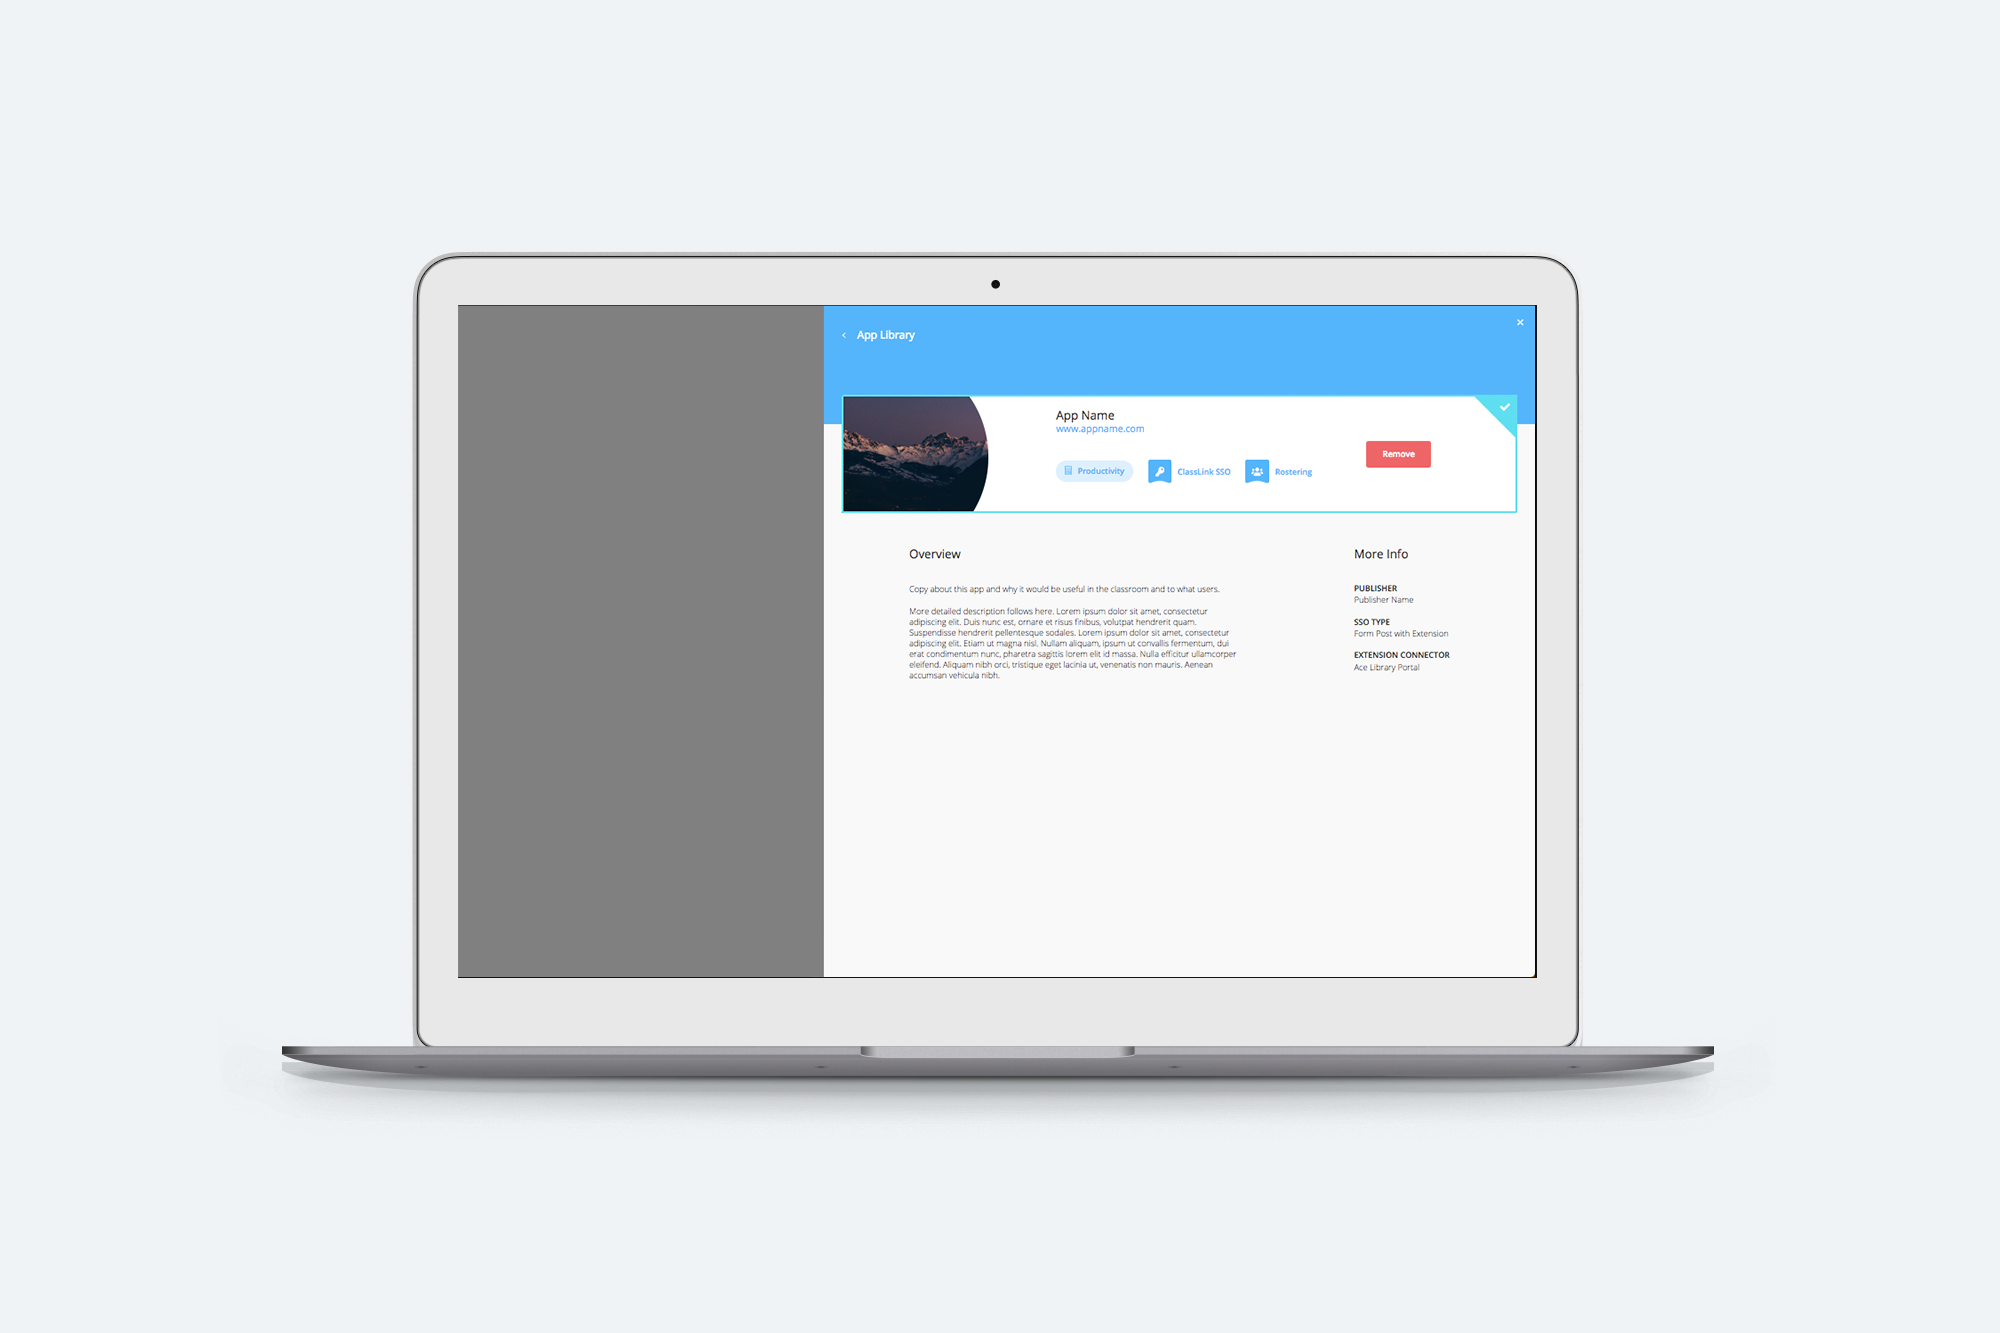 App Library
App Name
www.appname.com
Productivity
ClassLink SSO
Rostering
Remove
Overview
Copy about this app and why it would be useful in the classroom and to what users.
More detailed description follows here. Lorem ipsum dolor sit amet, consectetur
adipiscing elit. Duis nunc est, ornare et risus finibus, volutpat hendrerit quam.
Suspendisse hendrerit pellentesque sodales. Lorem ipsum dolor sit amet, consectetur
adipiscing elit. Etiam ut magna nisl. Nullam aliquam, ipsum ut convallis fermentum, dui
erat condimentum nunc, pharetra sagittis lorem elit id massa. Nulla efficitur ullamcorper
eleifend. Aliquam nibh orci, tristique eget lacinia ut, venenatis non mauris. Aenean
accumsan vehicula nibh.
More Info
PUBLISHER
Publisher Name
SSO TYPE
Form Post with Extension
EXTENSION CONNECTOR
Ace Library Portal